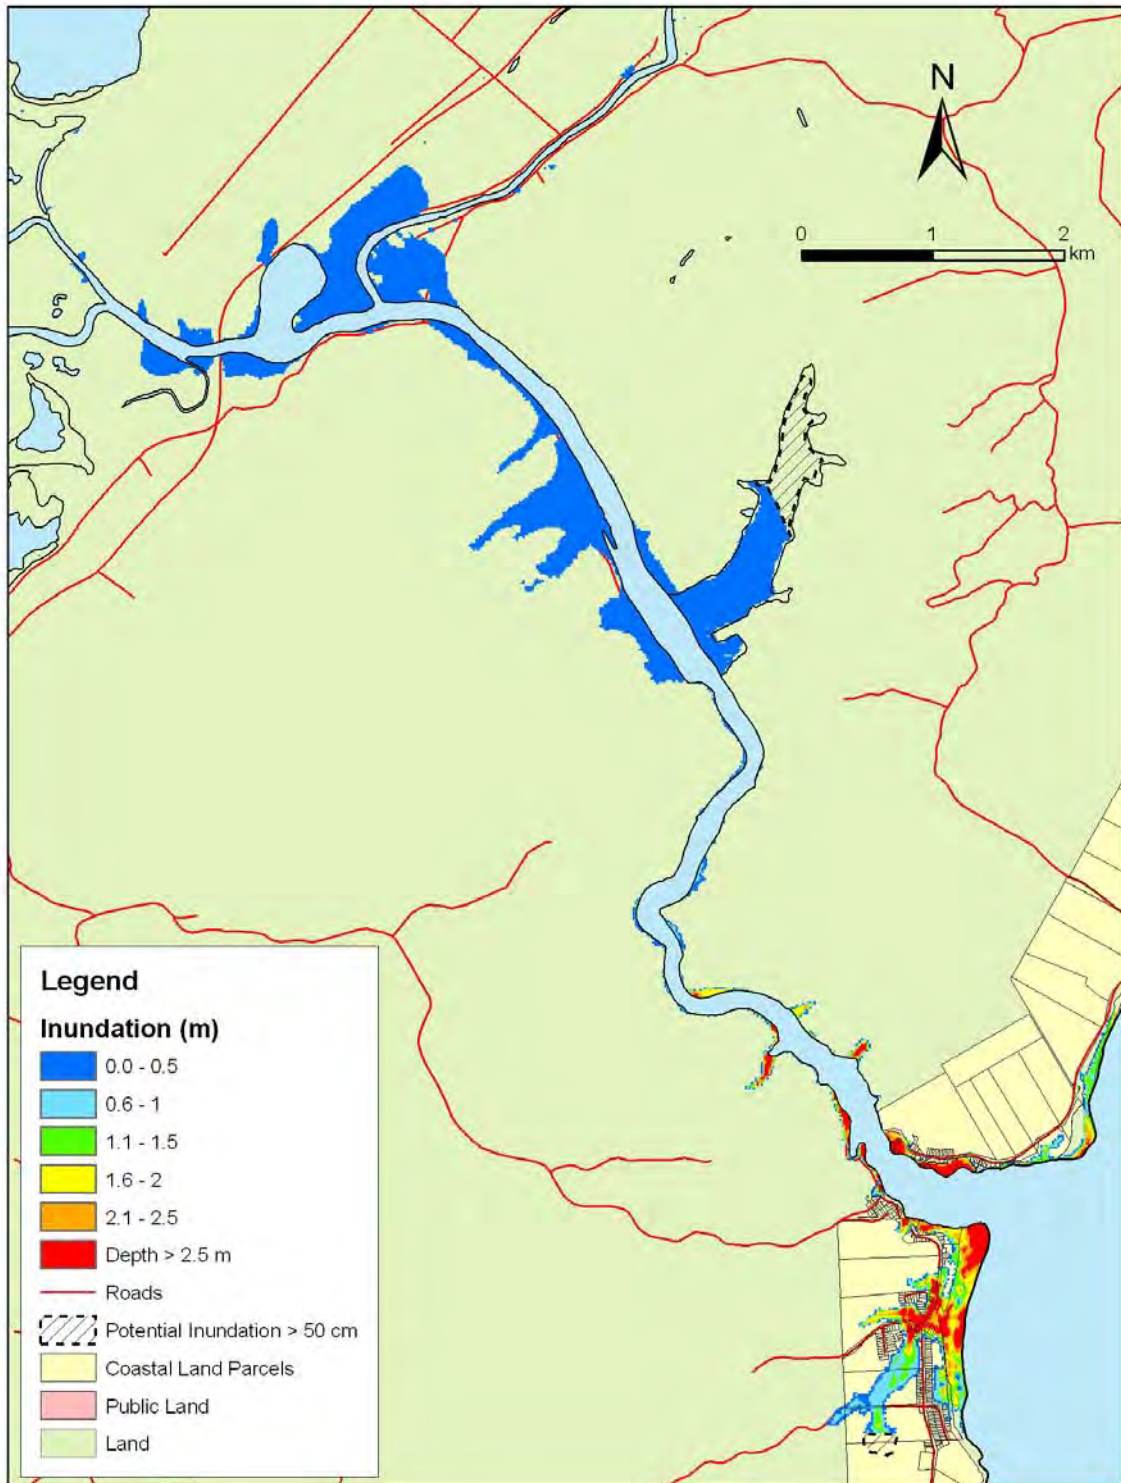 N
0 1 2
km
Legend
Inundation (m)
0.0 - 0.5
0.6 - 1
1.1 - 1.5
1.6 - 2
2.1 - 2.5
Depth > 2.5 m
Roads
Potential Inundation > 50 cm
Coastal Land Parcels
Public Land
Land